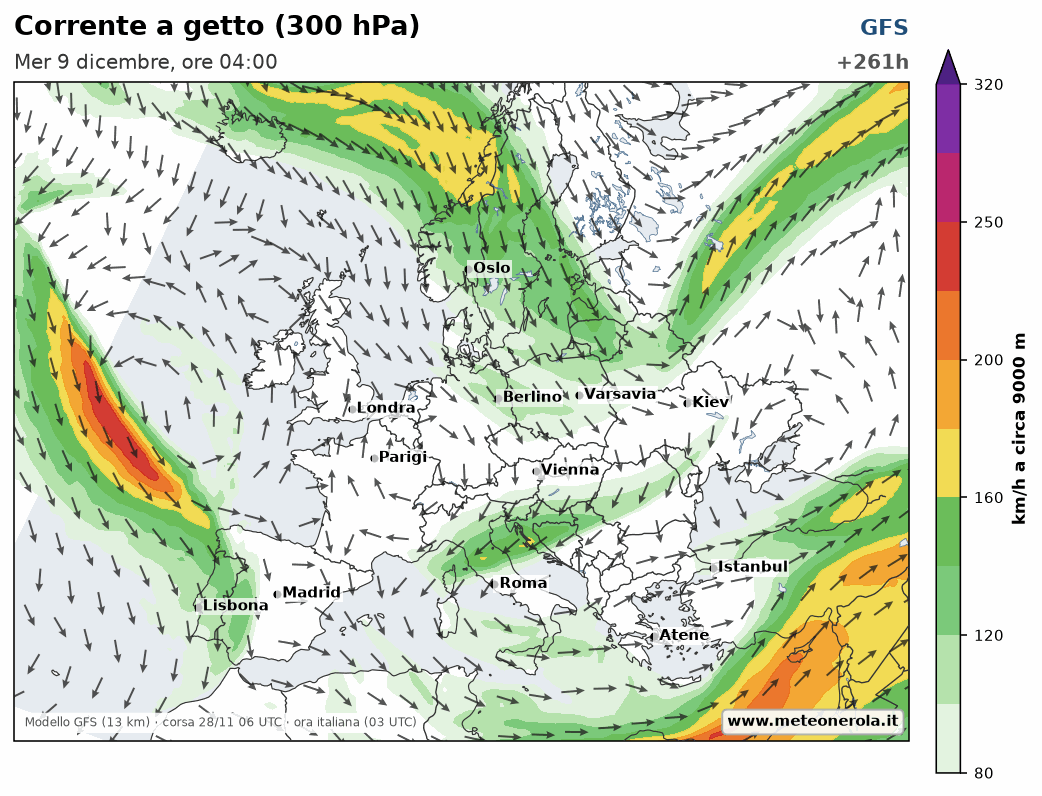 Corrente a getto (300 hPa)
GFS
Mer 9 dicembre, ore 04:00
+261h
320
250
200
160
120
80
km/h a circa 9000 m
Oslo
Berlino
Varsavia
Kiev
Londra
Parigi
Vienna
Istanbul
Roma
Madrid
Lisbona
Atene
Modello GFS (13 km) · corsa 28/11 06 UTC · ora italiana (03 UTC)
www.meteonerola.it